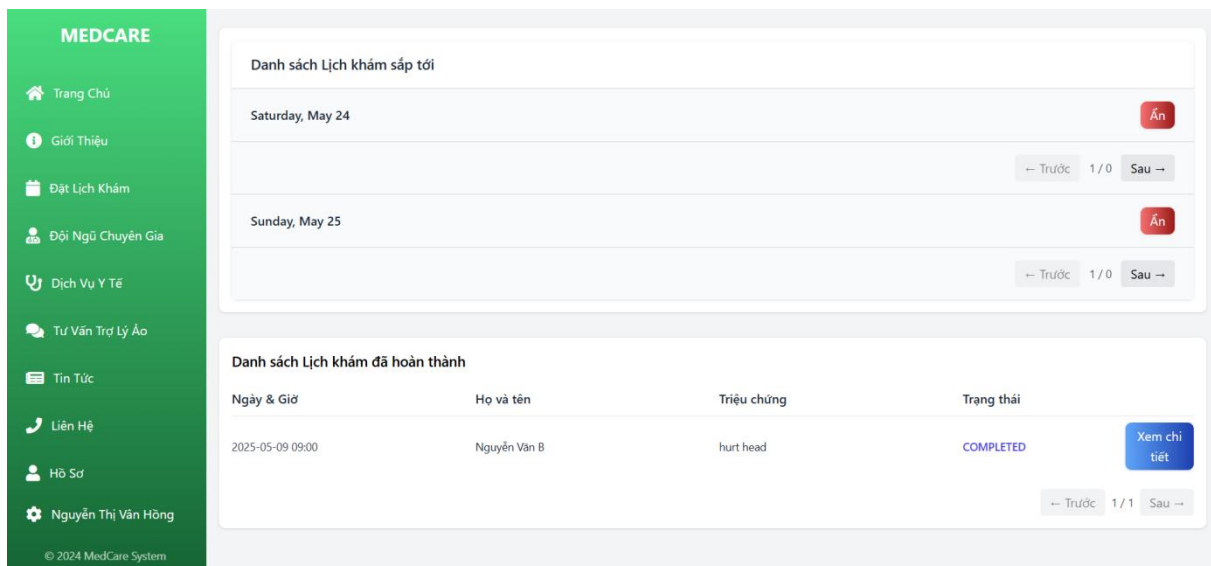 MEDCARE
Trang Chủ
Giới Thiệu
Đặt Lịch Khám
Đội Ngũ Chuyên Gia
Dịch Vụ Y Tế
Tư Vấn Trợ Lý Ảo
Tin Tức
Liên Hệ
Hồ Sơ
Nguyễn Thị Vân Hồng
© 2024 MedCare System
Danh sách Lịch khám sắp tới
Saturday, May 24 Ẩn
← Trước 1 / 0 Sau →
Sunday, May 25 Ẩn
← Trước 1 / 0 Sau →
Danh sách Lịch khám đã hoàn thành
Ngày & Giờ Họ và tên Triệu chứng Trạng thái
2025-05-09 09:00 Nguyễn Văn B hurt head COMPLETED Xem chi
tiết
← Trước 1 / 1 Sau →